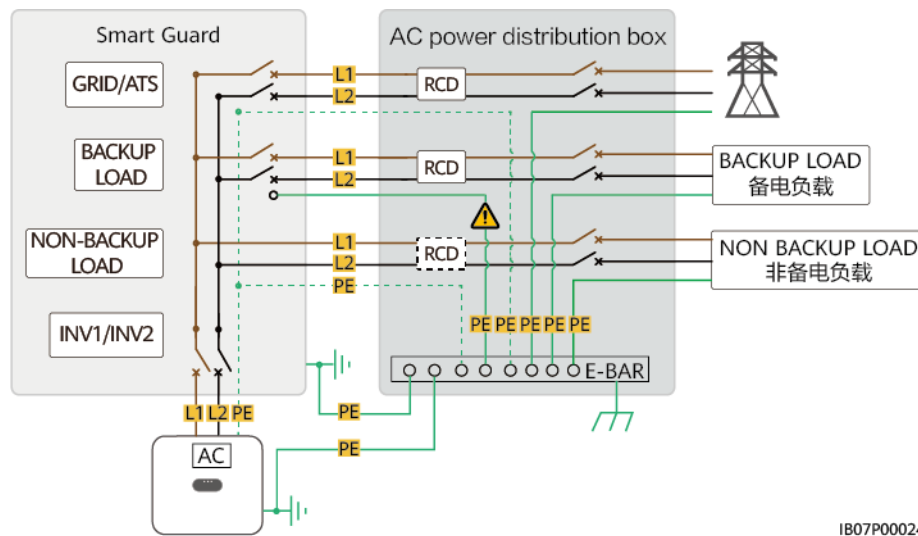 Smart Guard
AC power distribution box
GRID/ATS
L1
L2
RCD
BACKUP
LOAD
L1
L2
RCD
BACKUP LOAD
备电负载
NON-BACKUP
LOAD
L1
L2
PE
RCD
NON BACKUP LOAD
非备电负载
INV1/INV2
PE PE PE PE PE
E-BAR
L1 L2 PE
PE
PE
AC